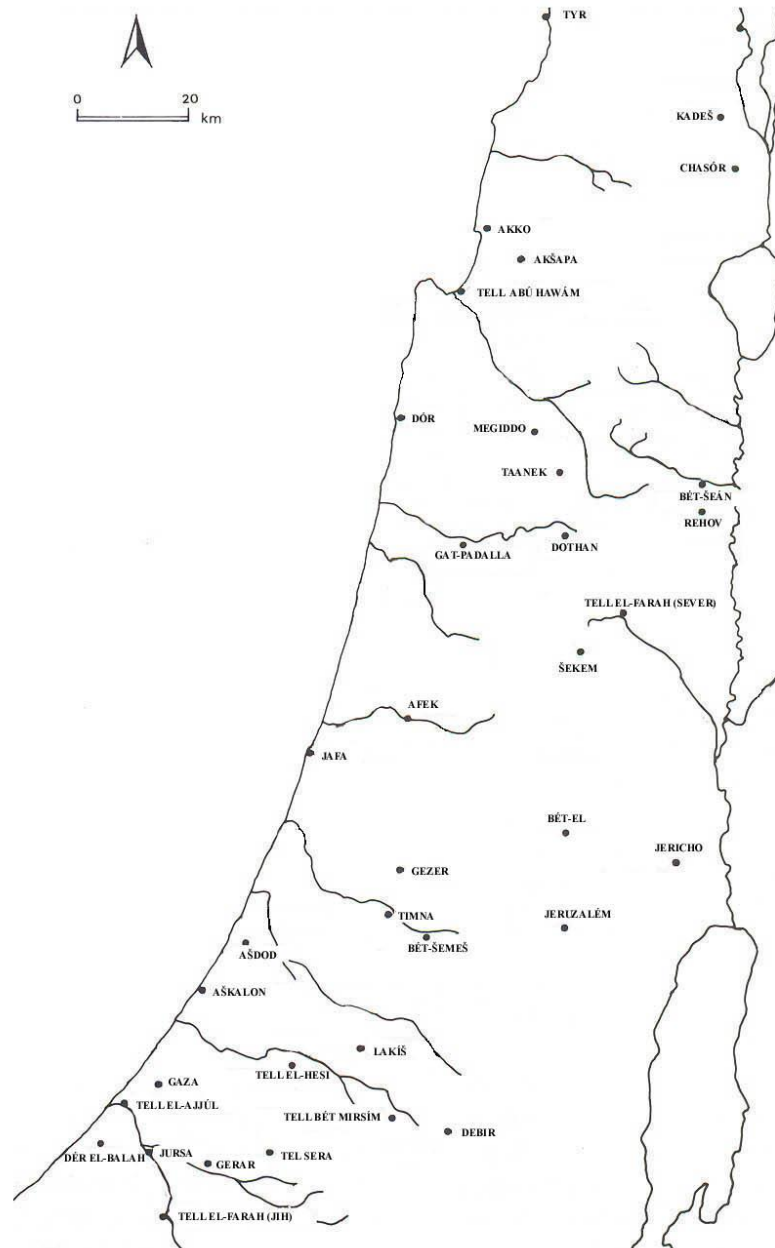 TYR
0 20
km
KADEŠ
CHASÓR
AKKO
AKŠAPA
TELL ABÚ HAWÁM
DÓR
MEGIDDO
TAANEK
BÉT-ŠEÁN
REHOV
GAT-PADALLA
DOTHAN
TELL EL-FARAH (SEVER)
ŠEKEM
AFEK
JAFA
BÉT-EL
JERICHO
GEZER
TIMNA
JERUZALÉM
BÉT-ŠEMEŠ
AŠDOD
AŠKALON
LAKÍŠ
TELL EL-HESI
GAZA
TELL EL-AJJÚL
TELL BÉT MIRSÍM
DEBIR
DÉR EL-BALAH
JURSA
GERAR
TEL SERA
TELL EL-FARAH (JIH)